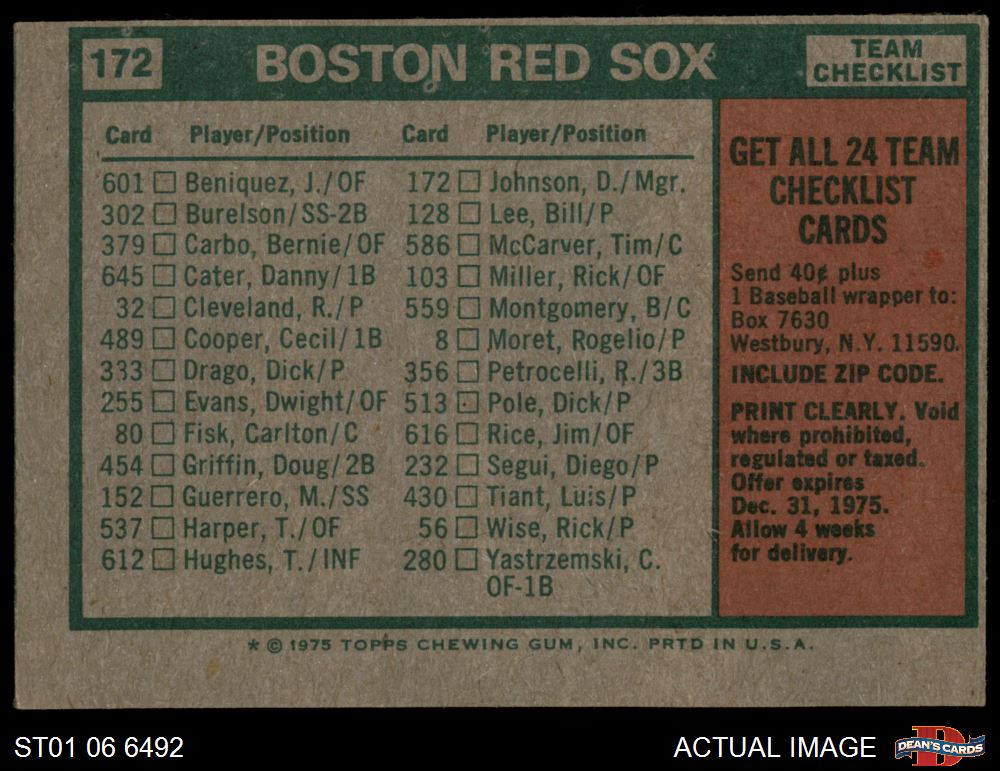 172 BOSTON RED SOX TEAM CHECKLIST
Card Player/Position
601 □ Beniquez, J./OF
302 □ Burelson/SS-2B
379 □ Carbo, Bernie/OF
645 □ Cater, Danny/1B
32 □ Cleveland, R./P
489 □ Cooper, Cecil/1B
333 □ Drago, Dick/P
255 □ Evans, Dwight/OF
80 □ Fisk, Carlton/C
454 □ Griffin, Doug/2B
152 □ Guerrero, M./SS
537 □ Harper, T./OF
612 □ Hughes, T./INF
Card Player/Position
172 □ Johnson, D./Mgr.
128 □ Lee, Bill/P
586 □ McCarver, Tim/C
103 □ Miller, Rick/OF
559 □ Montgomery, B/C
8 □ Moret, Rogelio/P
356 □ Petrocelli, R./3B
513 □ Pole, Dick/P
616 □ Rice, Jim/OF
232 □ Segui, Diego/P
430 □ Tiant, Luis/P
56 □ Wise, Rick/P
280 □ Yastrzemski, C.
OF-1B
GET ALL 24 TEAM
CHECKLIST
CARDS
Send 40¢ plus
1 Baseball wrapper to:
Box 7630
Westbury, N.Y. 11590.
INCLUDE ZIP CODE.
PRINT CLEARLY. Void
where prohibited,
regulated or taxed.
Offer expires
Dec. 31, 1975.
Allow 4 weeks
for delivery.
* © 1975 TOPPS CHEWING GUM, INC. PRTD IN U.S.A.
ST01 06 6492
ACTUAL IMAGE
D
DEAN'S CARDS